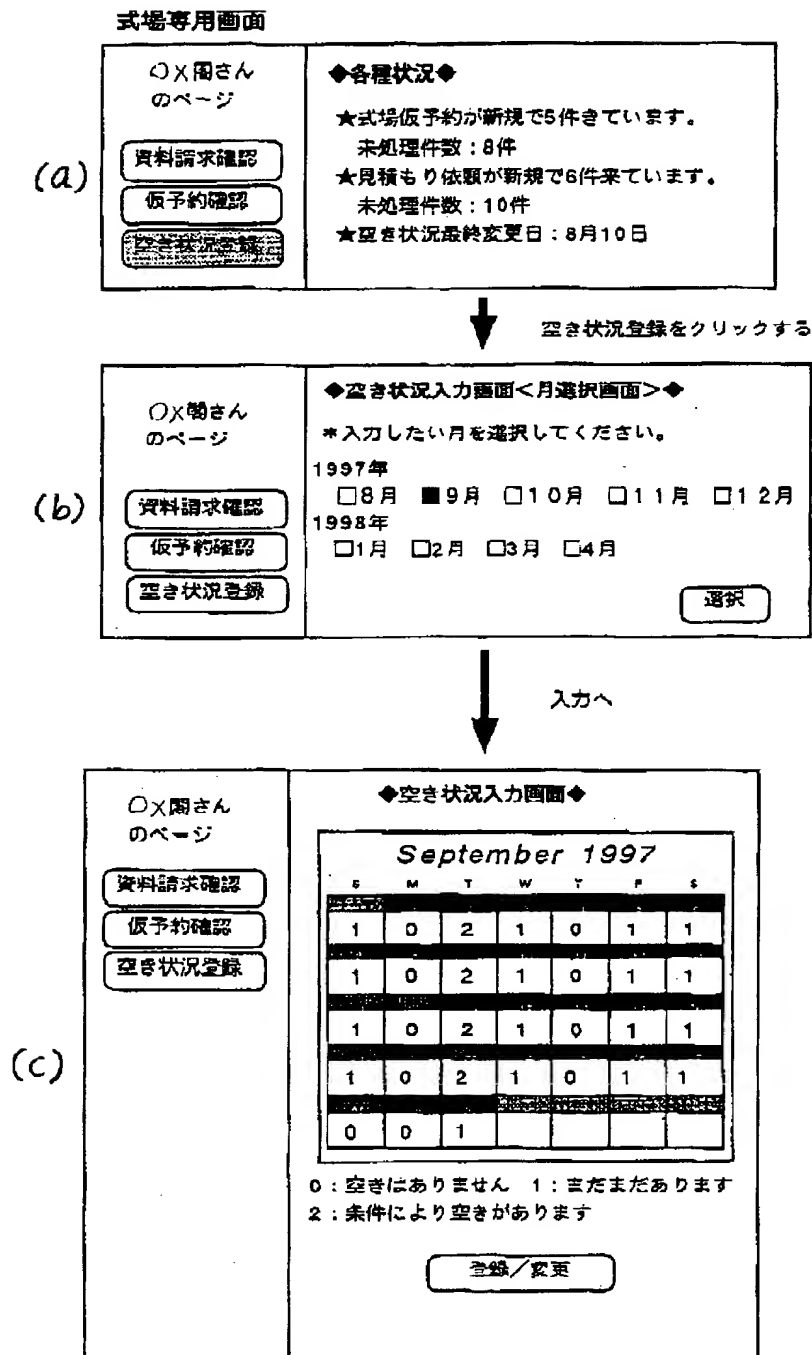 式場専用画面
(a)
○X閣さん
のページ
資料請求確認
仮予約確認
空き状況登録
◆各種状況◆
★式場仮予約が新規で5件きています。
未処理件数：8件
★見積もり依頼が新規で6件来ています。
未処理件数：10件
★空き状況最終変更日：8月10日
空き状況登録をクリックする
(b)
○X閣さん
のページ
資料請求確認
仮予約確認
空き状況登録
◆空き状況入力画面＜月選択画面＞◆
＊入力したい月を選択してください。
1997年
□8月 ■9月 □10月 □11月 □12月
1998年
□1月 □2月 □3月 □4月
選択
入力へ
(c)
○X閣さん
のページ
資料請求確認
仮予約確認
空き状況登録
◆空き状況入力画面◆
September 1997
S M T W T F S
1 0 2 1 0 1 1
1 0 2 1 0 1 1
1 0 2 1 0 1 1
1 0 2 1 0 1 1
0 0 1
0：空きはありません 1：まだまだあります
2：条件により空きがあります
登録／変更